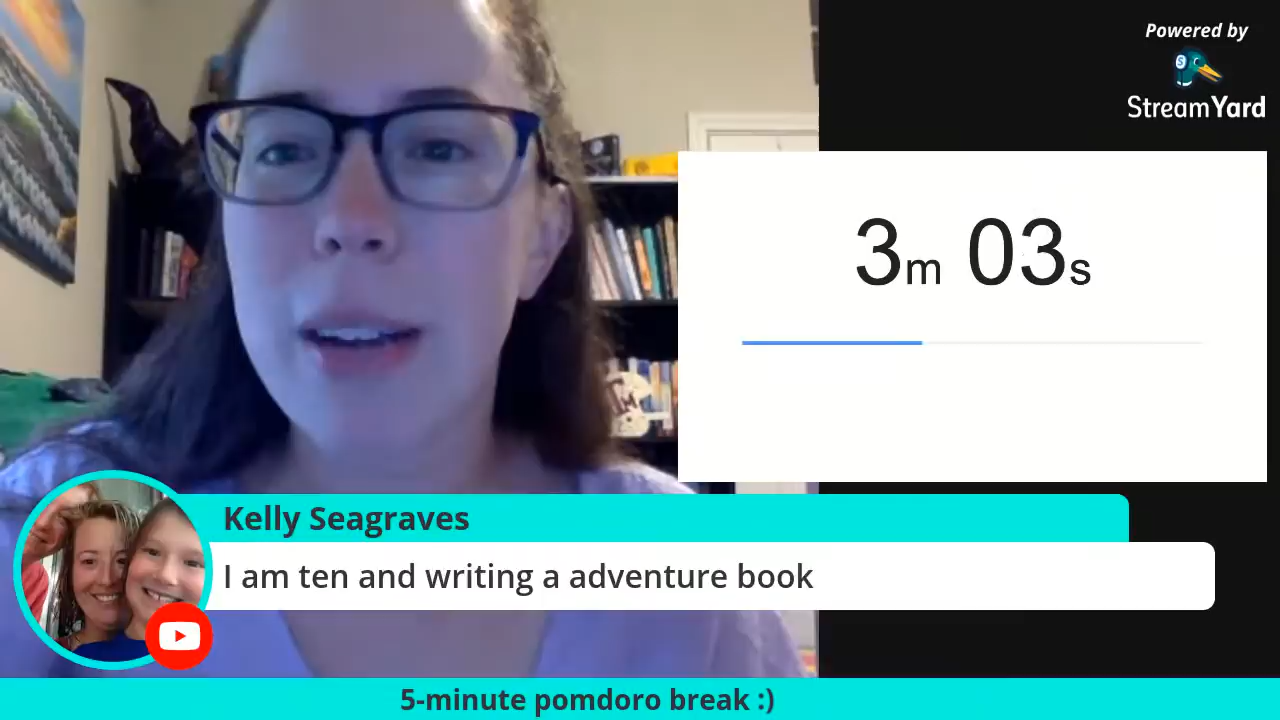 Powered by
StreamYard
3m 03s
Kelly Seagraves
I am ten and writing a adventure book
5-minute pomdoro break :)